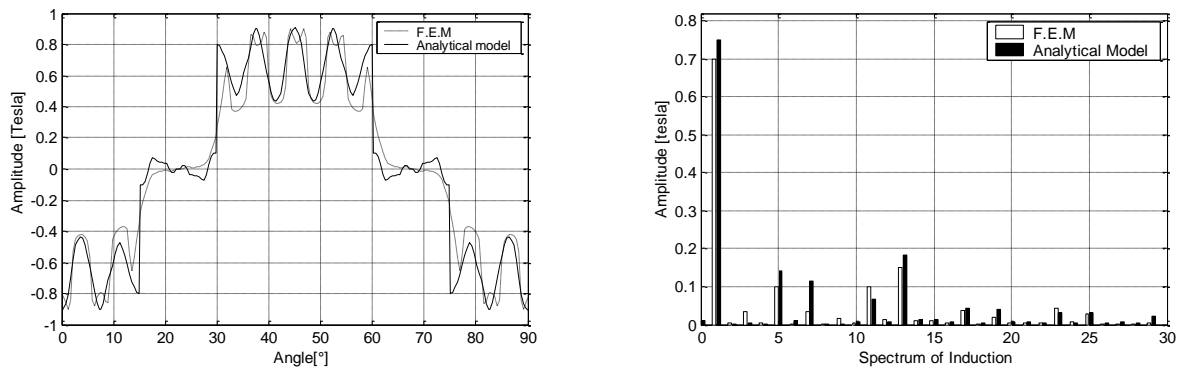 F.E.M
Analytical model
1
0.8
0.6
0.4
0.2
0
-0.2
-0.4
-0.6
-0.8
-1
Amplitude [Tesla]
0 10 20 30 40 50 60 70 80 90
Angle[°]
F.E.M
Analytical Model
0.8
0.7
0.6
0.5
0.4
0.3
0.2
0.1
0
Amplitude [tesla]
0 5 10 15 20 25 30
Spectrum of Induction